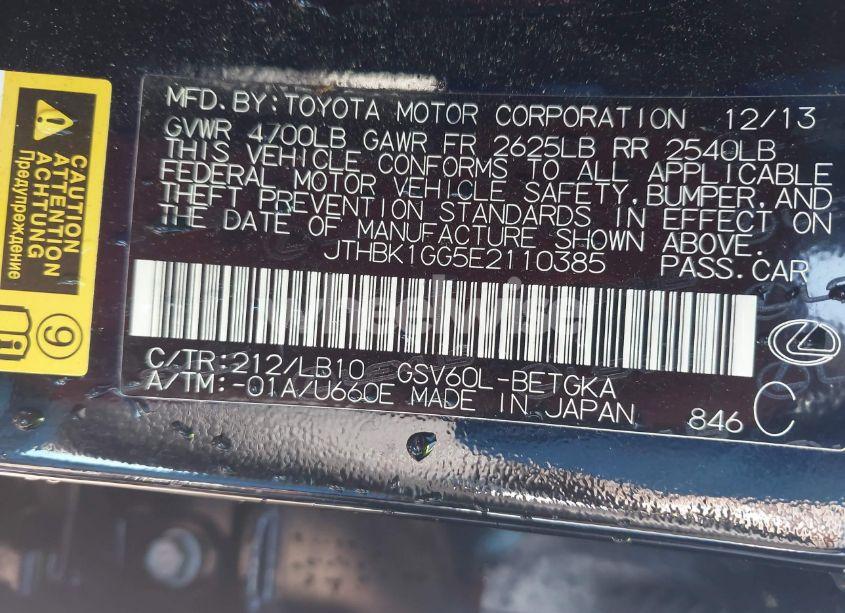 CAUTION
ATTENTION
ACHTUNG
Предупреждение
9
MFD. BY: TOYOTA MOTOR CORPORATION 12/13
GVWR 4700LB GAWR FR 2625LB RR 2540LB
THIS VEHICLE CONFORMS TO ALL APPLICABLE
FEDERAL MOTOR VEHICLE SAFETY, BUMPER, AND
THEFT PREVENTION STANDARDS IN EFFECT ON
THE DATE OF MANUFACTURE SHOWN ABOVE.
JTHBK1GG5E2110385 PASS. CAR
wheelwise
C/TR: 212/LB10 GSV60L-BETGKA
A/TM: -01A/U660E MADE IN JAPAN 846 C